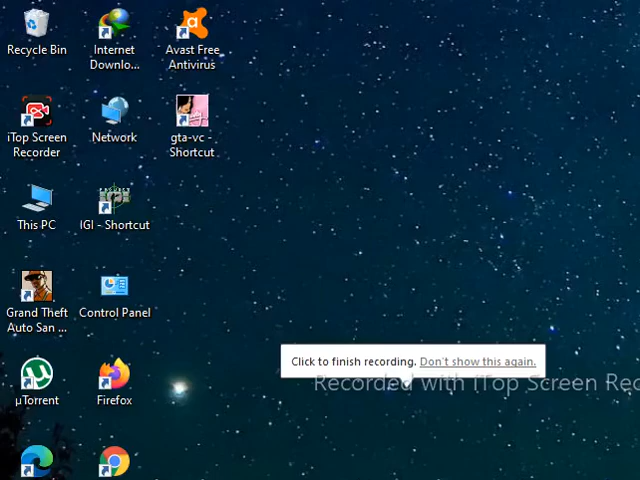 Recycle Bin
Internet
Downlo...
Avast Free
Antivirus
iTop Screen
Recorder
Network
gta-vc -
Shortcut
This PC
IGI - Shortcut
Grand Theft
Auto San ...
Control Panel
Click to finish recording. Don't show this again.
Recorded with iTop Screen Rec
µTorrent
Firefox